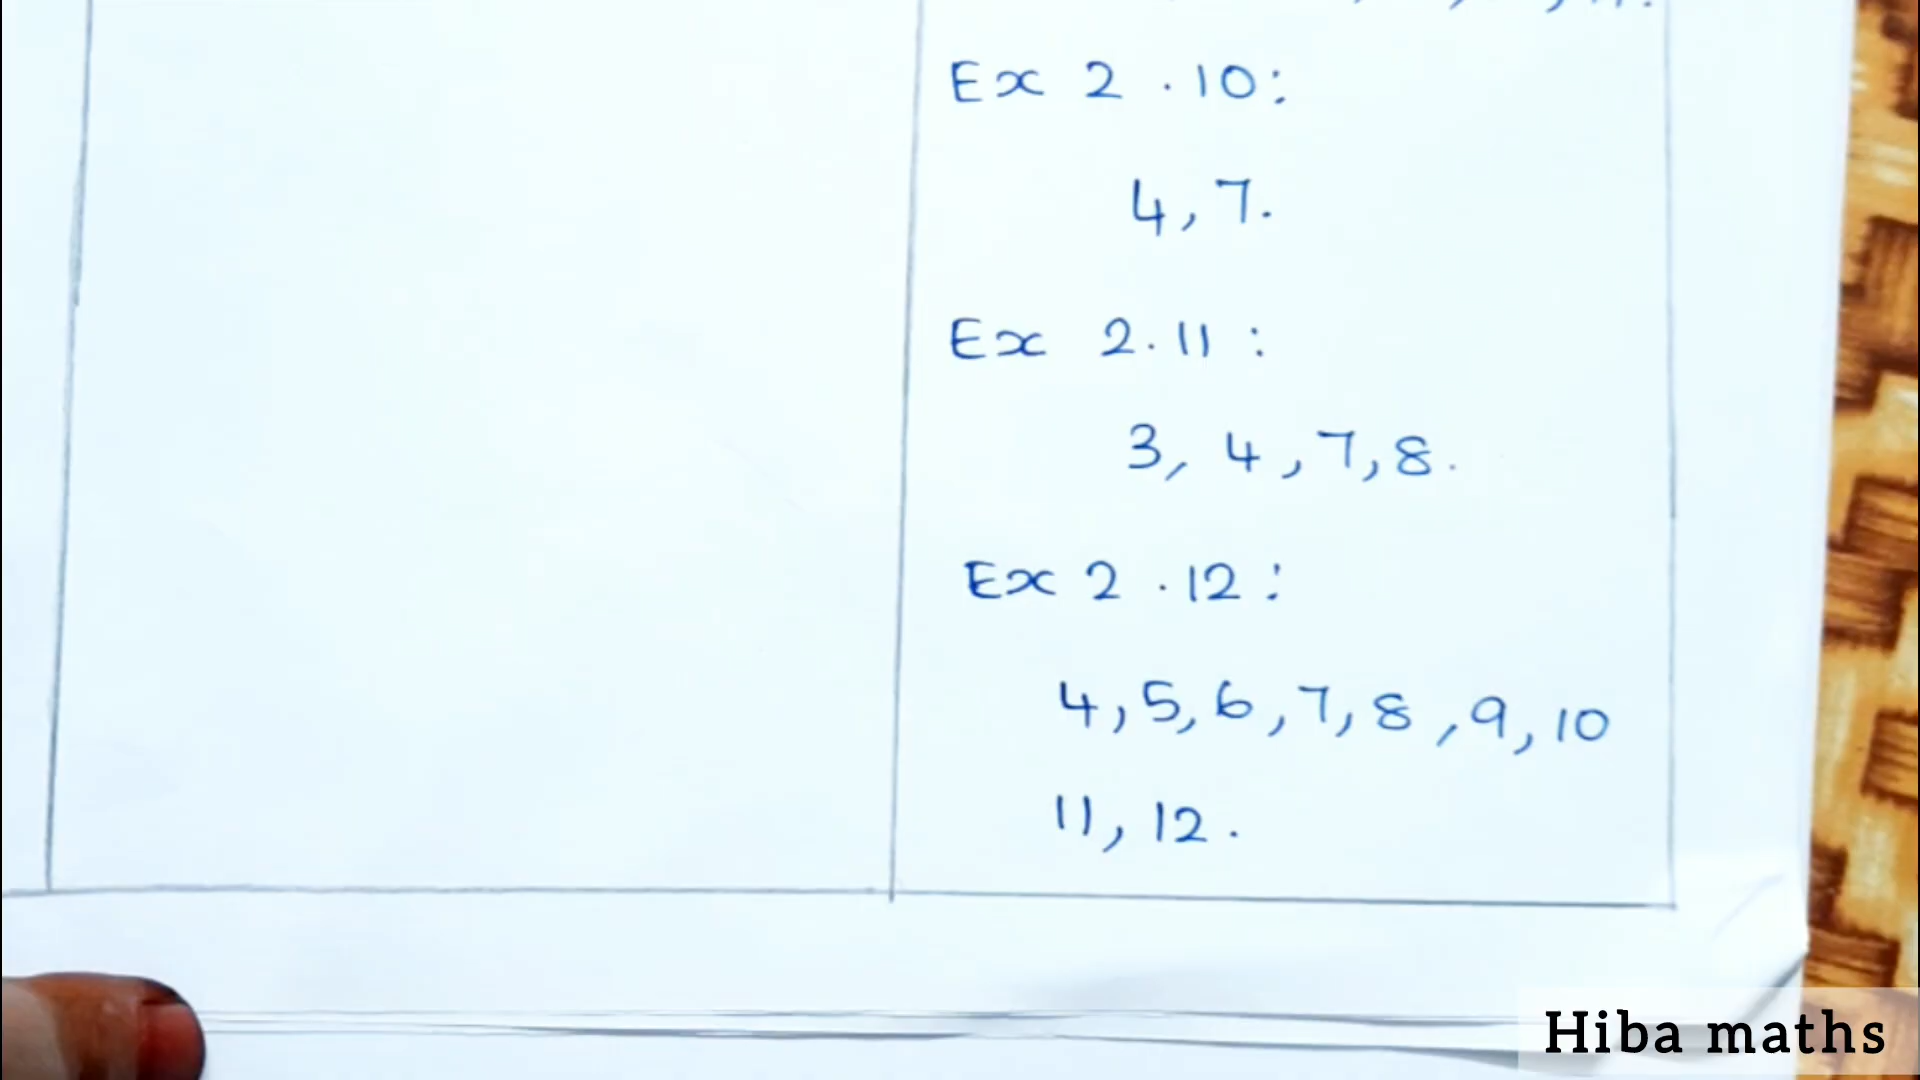 Ex 2.10:
4, 7.
Ex 2.11:
3, 4, 7, 8.
Ex 2.12:
4, 5, 6, 7, 8, 9, 10
11, 12.
Hiba maths